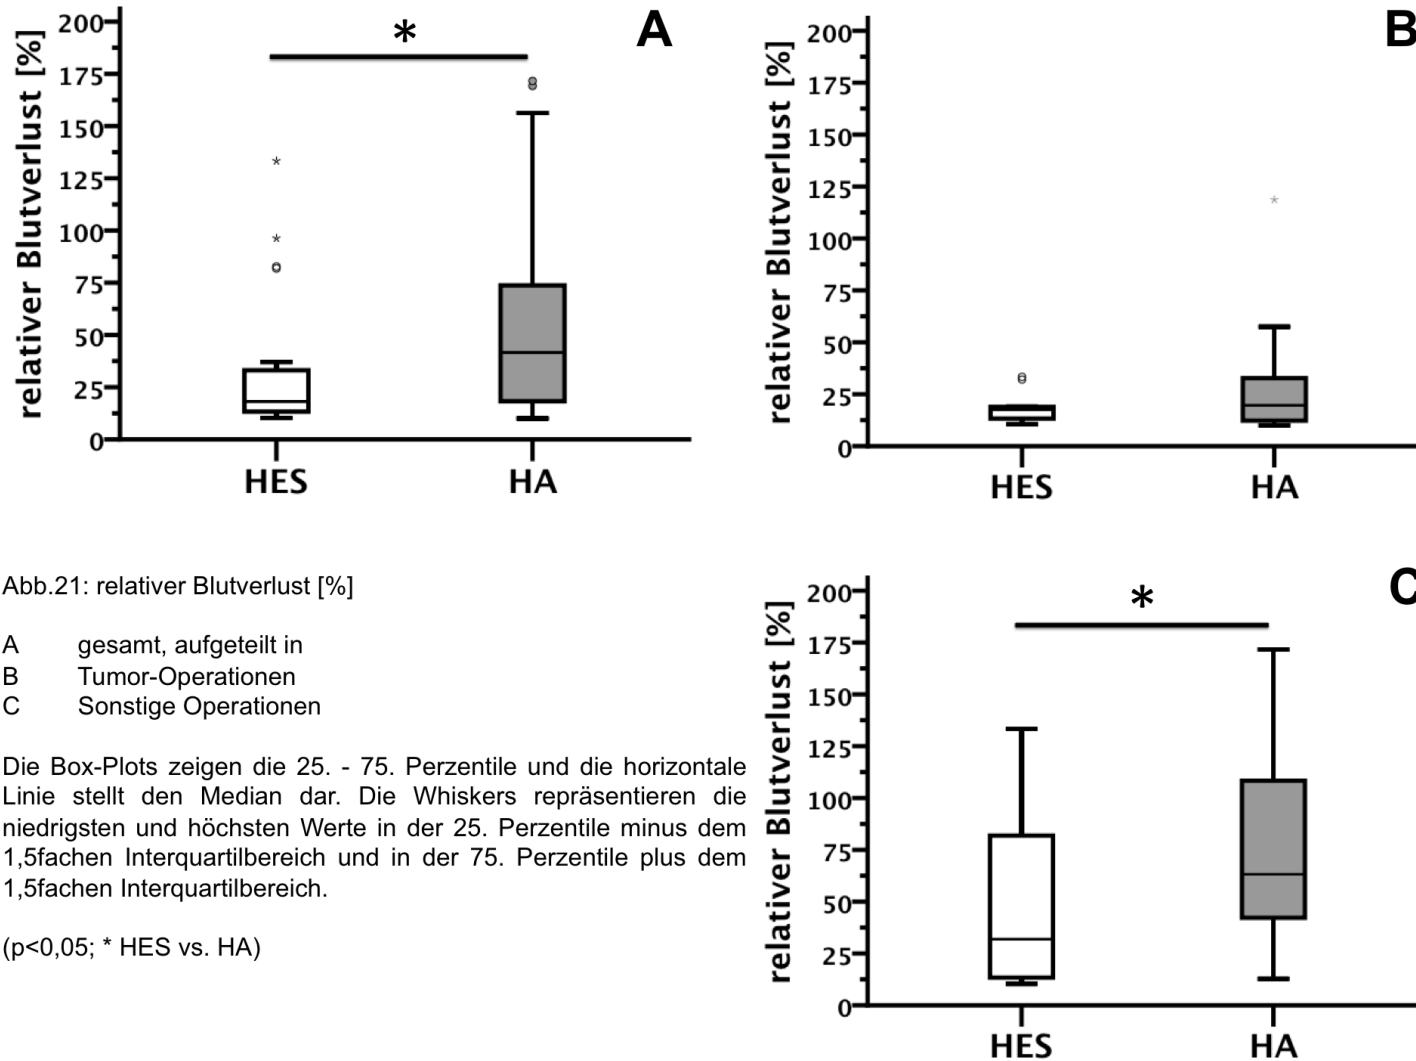 A
relativer Blutverlust [%]
200
175
150
125
100
75
50
25
0
*
HES
HA
B
relativer Blutverlust [%]
200
175
150
125
100
75
50
25
0
HES
HA
Abb.21: relativer Blutverlust [%]
A gesamt, aufgeteilt in
B Tumor-Operationen
C Sonstige Operationen
Die Box-Plots zeigen die 25. - 75. Perzentile und die horizontale
Linie stellt den Median dar. Die Whiskers repräsentieren die
niedrigsten und höchsten Werte in der 25. Perzentile minus dem
1,5fachen Interquartilbereich und in der 75. Perzentile plus dem
1,5fachen Interquartilbereich.
(p<0,05; * HES vs. HA)
C
relativer Blutverlust [%]
200
175
150
125
100
75
50
25
0
*
HES
HA